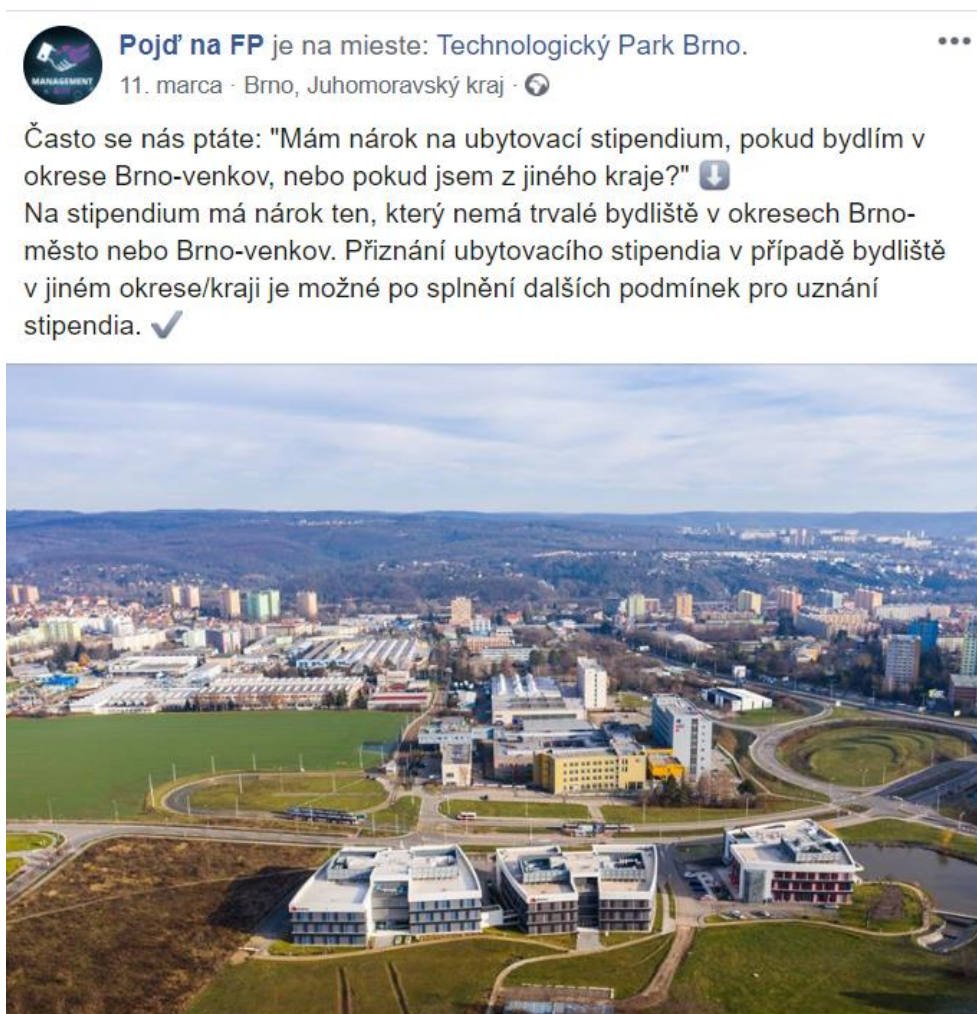 Pojď na FP je na mieste: Technologický Park Brno.
11. marca · Brno, Juhomoravský kraj ·
MANAGEMENT
Často se nás ptáte: "Mám nárok na ubytovací stipendium, pokud bydlím v
okrese Brno-venkov, nebo pokud jsem z jiného kraje?"
Na stipendium má nárok ten, který nemá trvalé bydliště v okresech Brno-
město nebo Brno-venkov. Přiznání ubytovacího stipendia v případě bydliště
v jiném okrese/kraji je možné po splnění dalších podmínek pro uznání
stipendia.